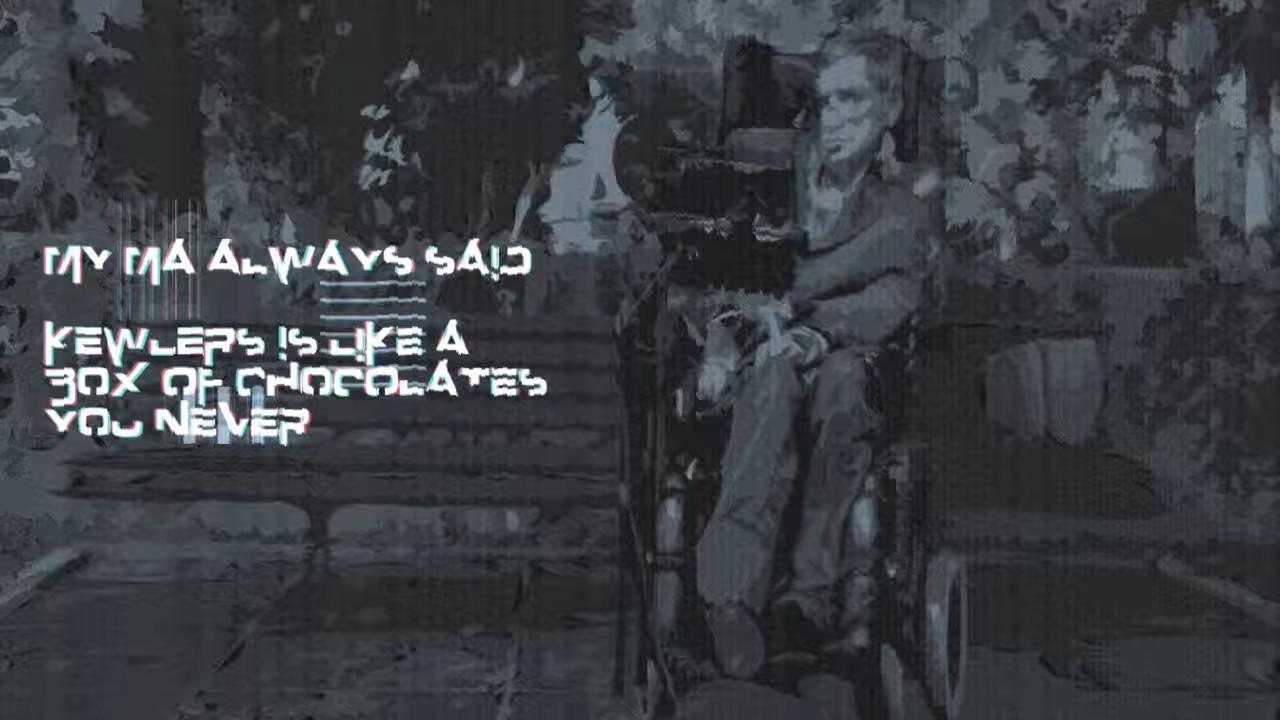 MY MA ALWAYS SAID
KEWLERS IS LIKE A
BOX OF CHOCOLATES
YOU NEVER